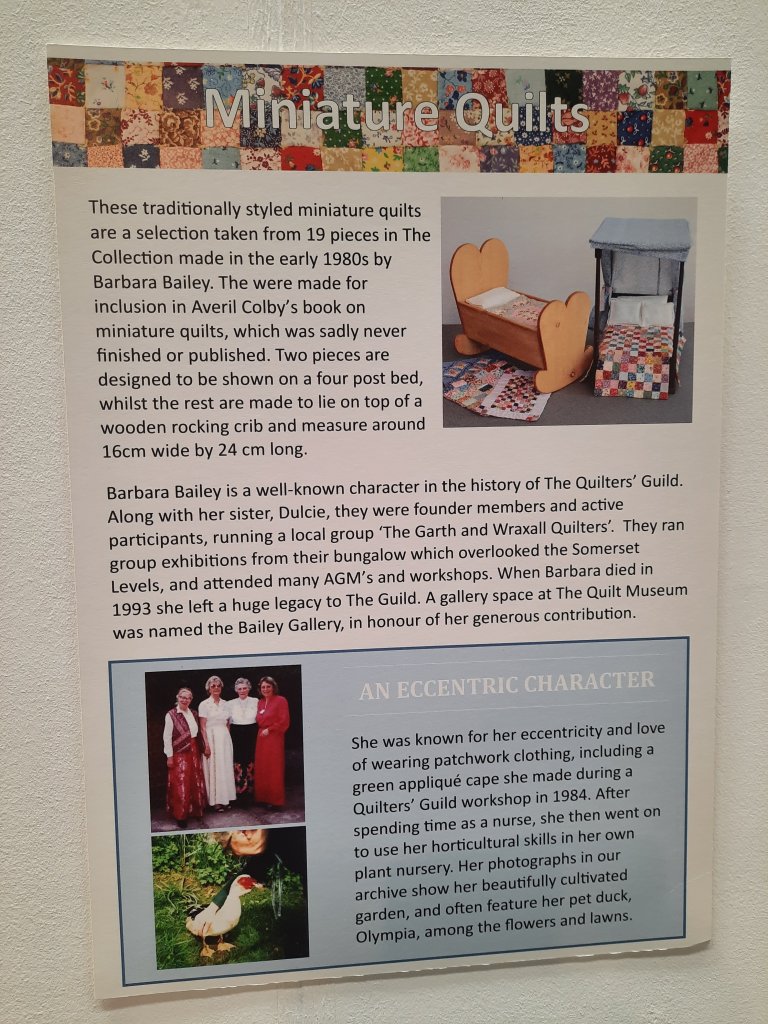 Miniature Quilts
These traditionally styled miniature quilts
are a selection taken from 19 pieces in The
Collection made in the early 1980s by
Barbara Bailey. The were made for
inclusion in Averil Colby's book on
miniature quilts, which was sadly never
finished or published. Two pieces are
designed to be shown on a four post bed,
whilst the rest are made to lie on top of a
wooden rocking crib and measure around
16cm wide by 24 cm long.
Barbara Bailey is a well-known character in the history of The Quilters' Guild.
Along with her sister, Dulcie, they were founder members and active
participants, running a local group 'The Garth and Wraxall Quilters'. They ran
group exhibitions from their bungalow which overlooked the Somerset
Levels, and attended many AGM's and workshops. When Barbara died in
1993 she left a huge legacy to The Guild. A gallery space at The Quilt Museum
was named the Bailey Gallery, in honour of her generous contribution.
AN ECCENTRIC CHARACTER
She was known for her eccentricity and love
of wearing patchwork clothing, including a
green appliqué cape she made during a
Quilters' Guild workshop in 1984. After
spending time as a nurse, she then went on
to use her horticultural skills in her own
plant nursery. Her photographs in our
archive show her beautifully cultivated
garden, and often feature her pet duck,
Olympia, among the flowers and lawns.